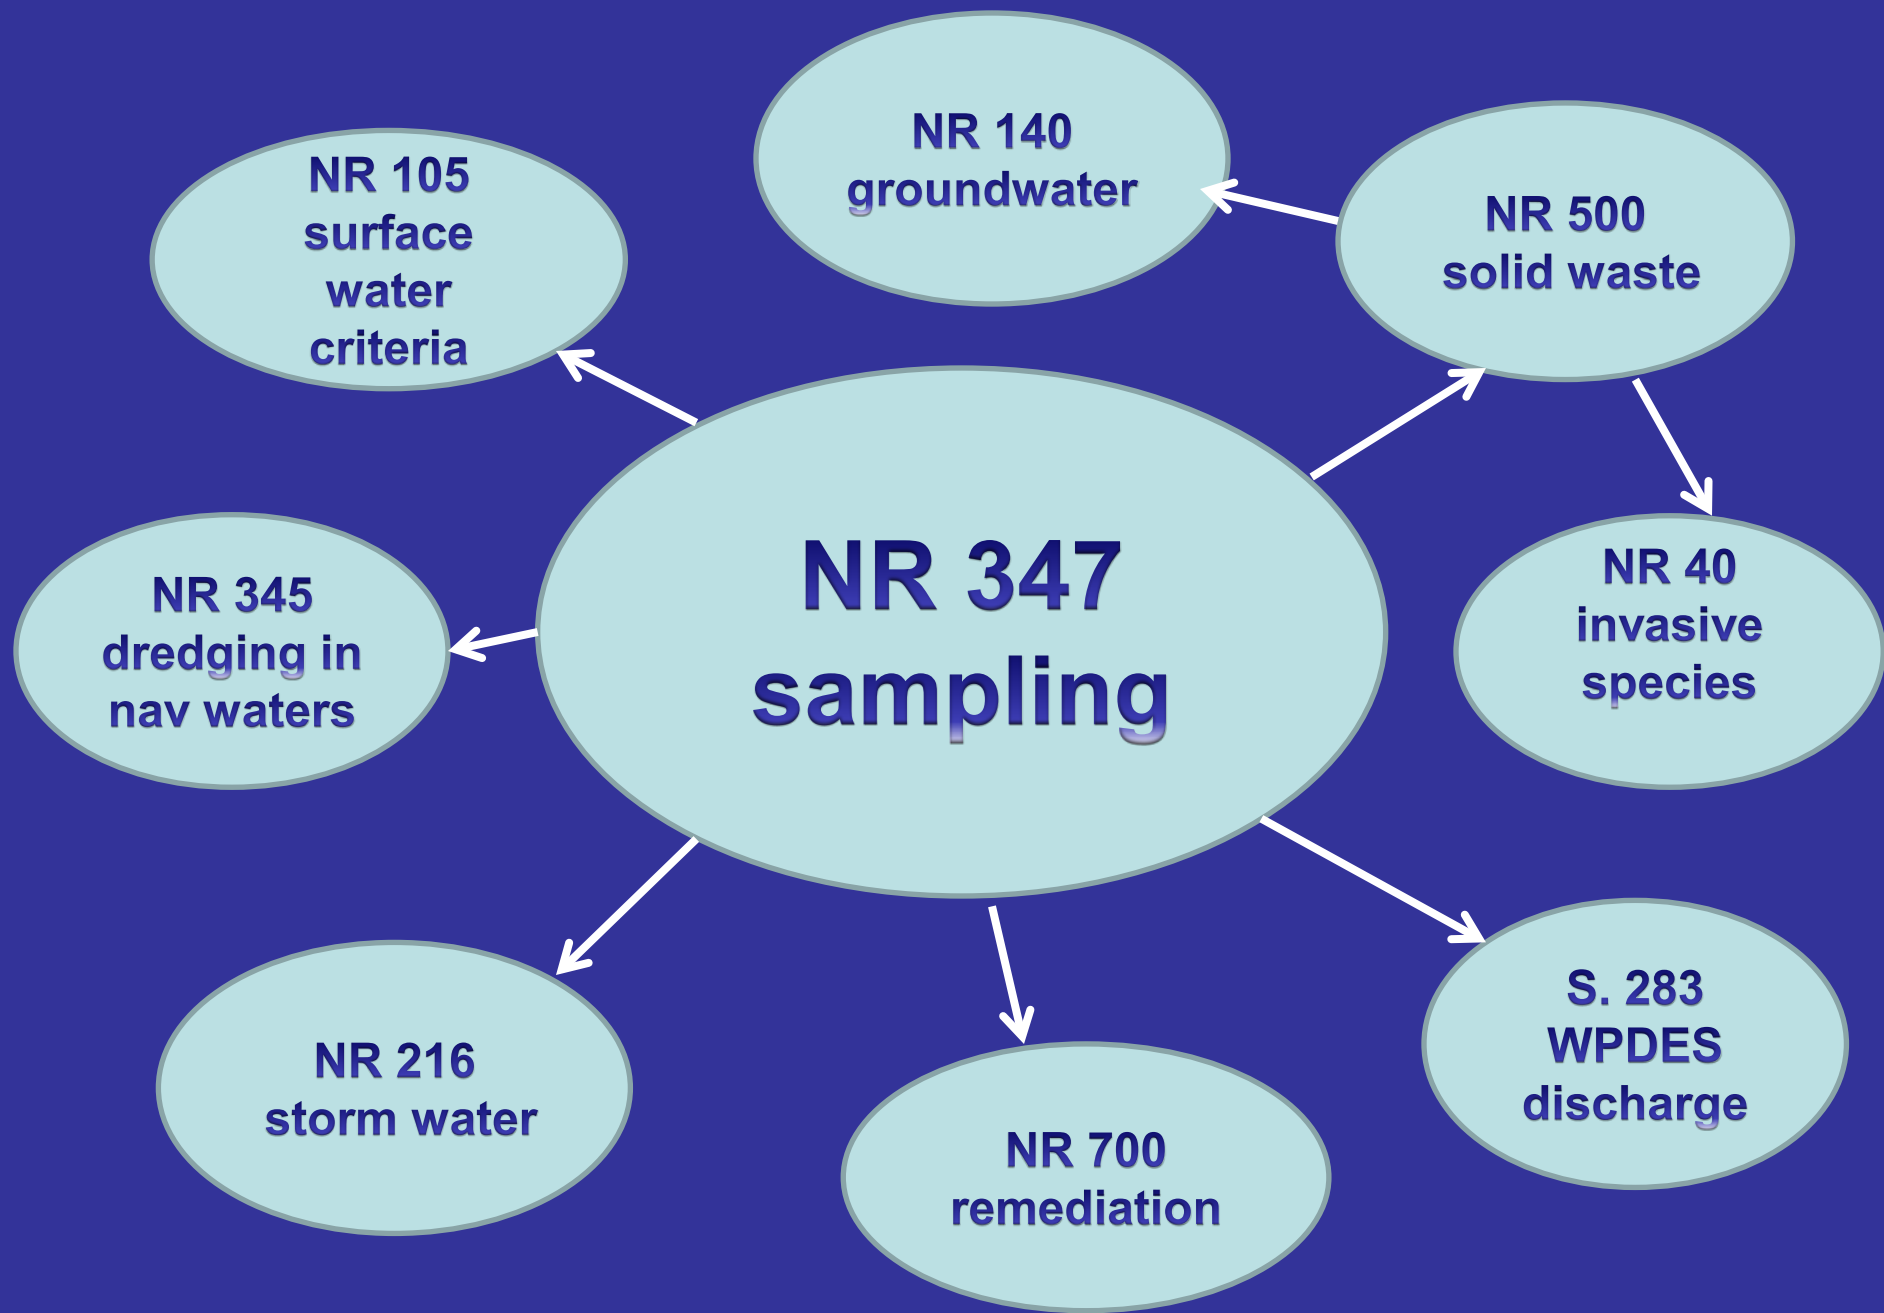 NR 140
groundwater
NR 105
surface
water
criteria
NR 500
solid waste
NR 347
sampling
NR 345
dredging in
nav waters
NR 40
invasive
species
NR 216
storm water
NR 700
remediation
S. 283
WPDES
discharge